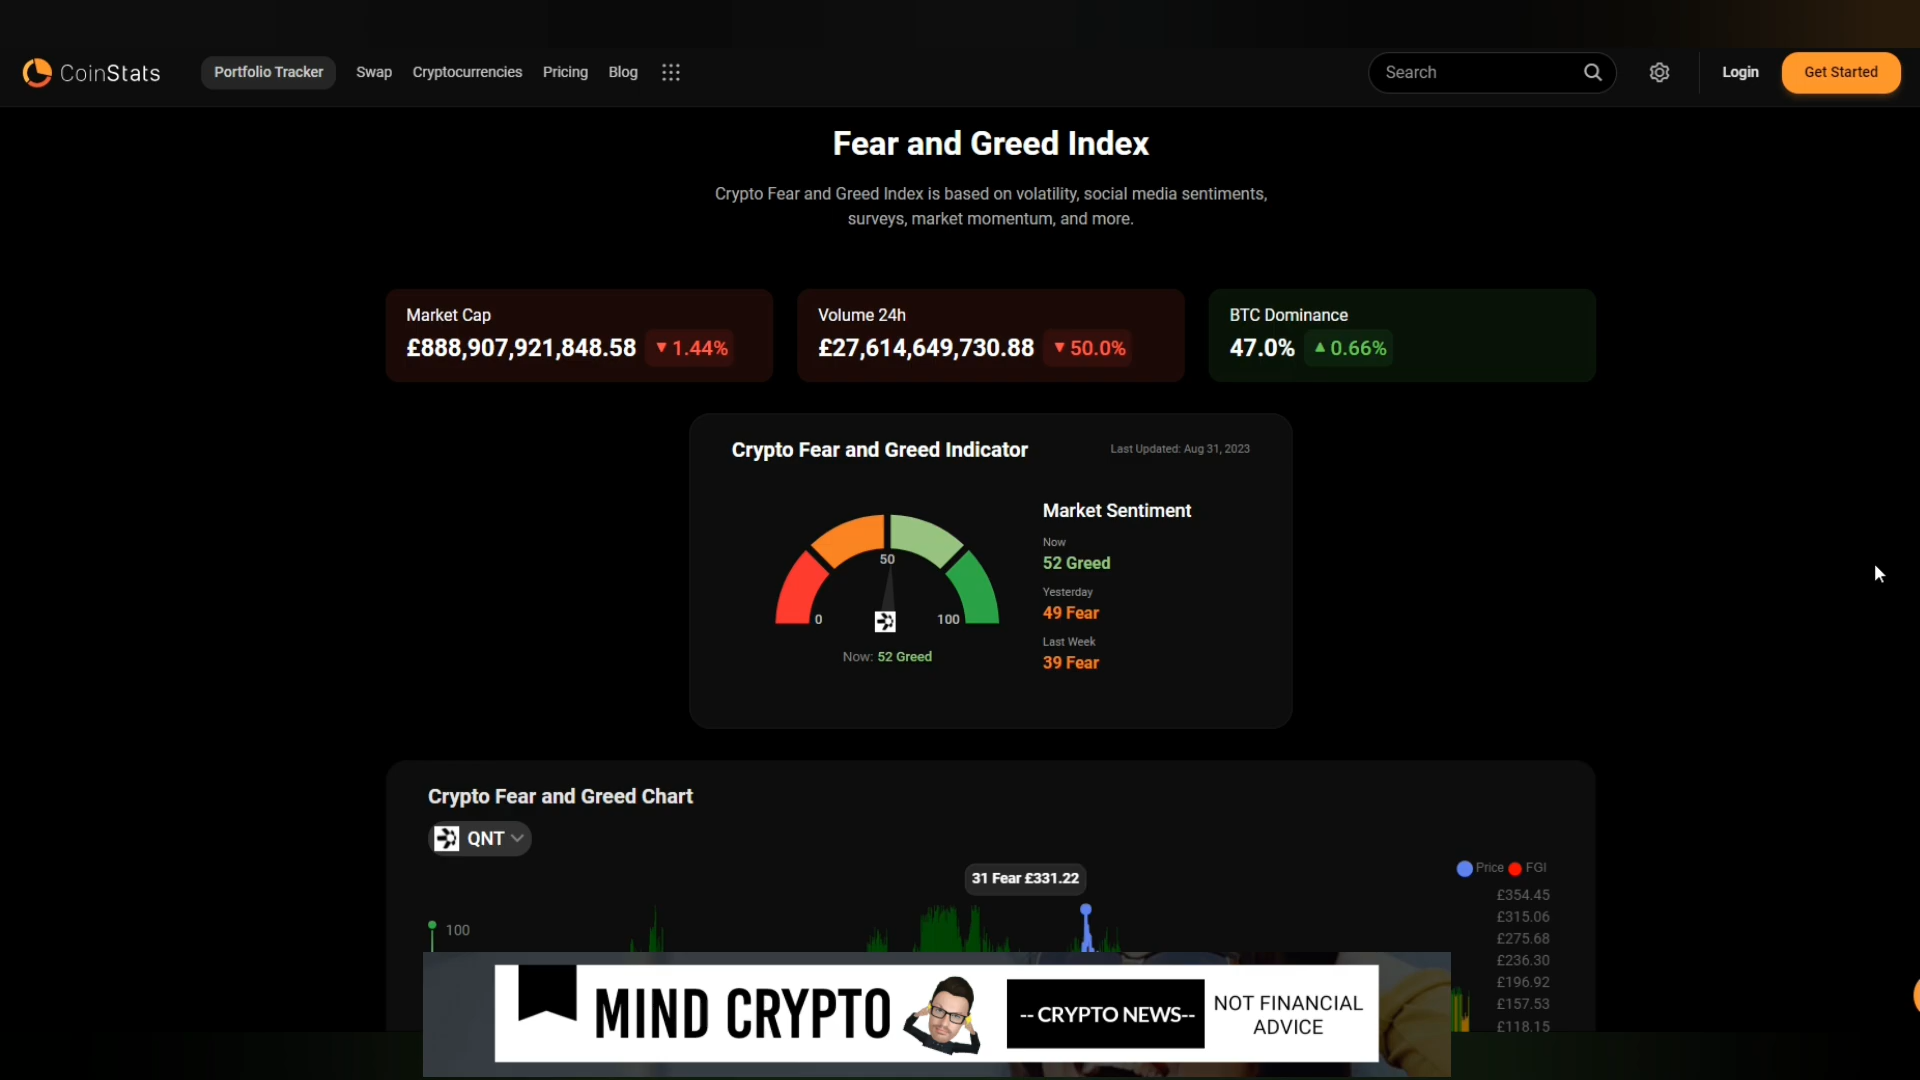 CoinStats
Portfolio Tracker
Swap
Cryptocurrencies
Pricing
Blog
Search
Login
Get Started
Fear and Greed Index
Crypto Fear and Greed Index is based on volatility, social media sentiments,
surveys, market momentum, and more.
Market Cap
£888,907,921,848.58 ▼1.44%
Volume 24h
£27,614,649,730.88 ▼50.0%
BTC Dominance
47.0% ▲0.66%
Crypto Fear and Greed Indicator
Last Updated: Aug 31, 2023
50
0
100
Now: 52 Greed
Market Sentiment
Now
52 Greed
Yesterday
49 Fear
Last Week
39 Fear
Crypto Fear and Greed Chart
QNT
31 Fear £331.22
Price FGI
100
£354.45
£315.06
£275.68
£236.30
£196.92
£157.53
£118.15
MIND CRYPTO
-- CRYPTO NEWS--
NOT FINANCIAL
ADVICE